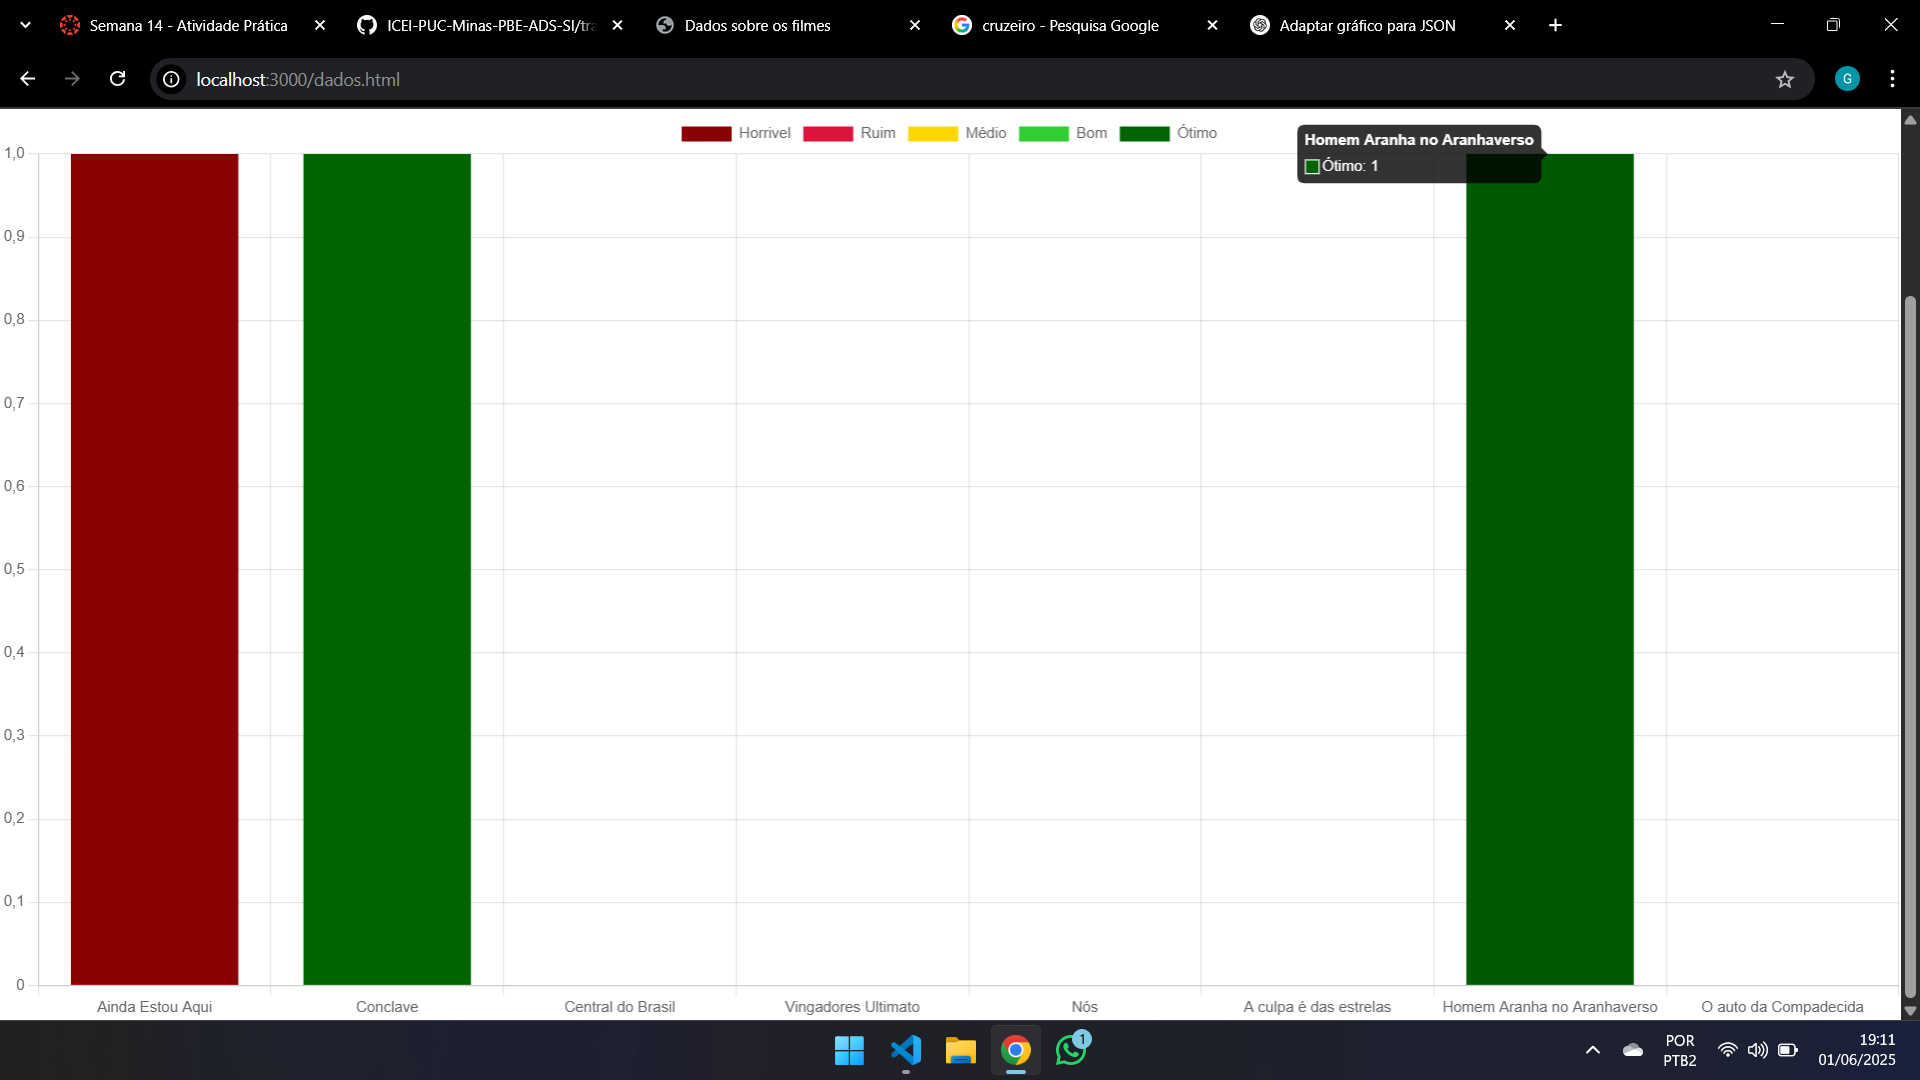 Semana 14 - Atividade Prática
ICEI-PUC-Minas-PBE-ADS-SI/tra
Dados sobre os filmes
cruzeiro - Pesquisa Google
Adaptar gráfico para JSON
localhost:3000/dados.html
G
Horrivel
Ruim
Médio
Bom
Ótimo
Homem Aranha no Aranhaverso
Ótimo: 1
1,0
0,9
0,8
0,7
0,6
0,5
0,4
0,3
0,2
0,1
0
Ainda Estou Aqui
Conclave
Central do Brasil
Vingadores Ultimato
Nós
A culpa é das estrelas
Homem Aranha no Aranhaverso
O auto da Compadecida
1
POR
PTB2
19:11
01/06/2025